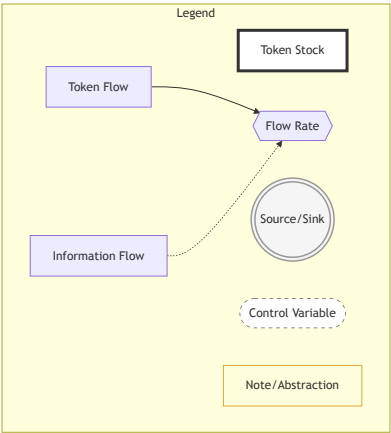 Legend
Token Stock
Token Flow
Flow Rate
Source/Sink
Information Flow
Control Variable
Note/Abstraction